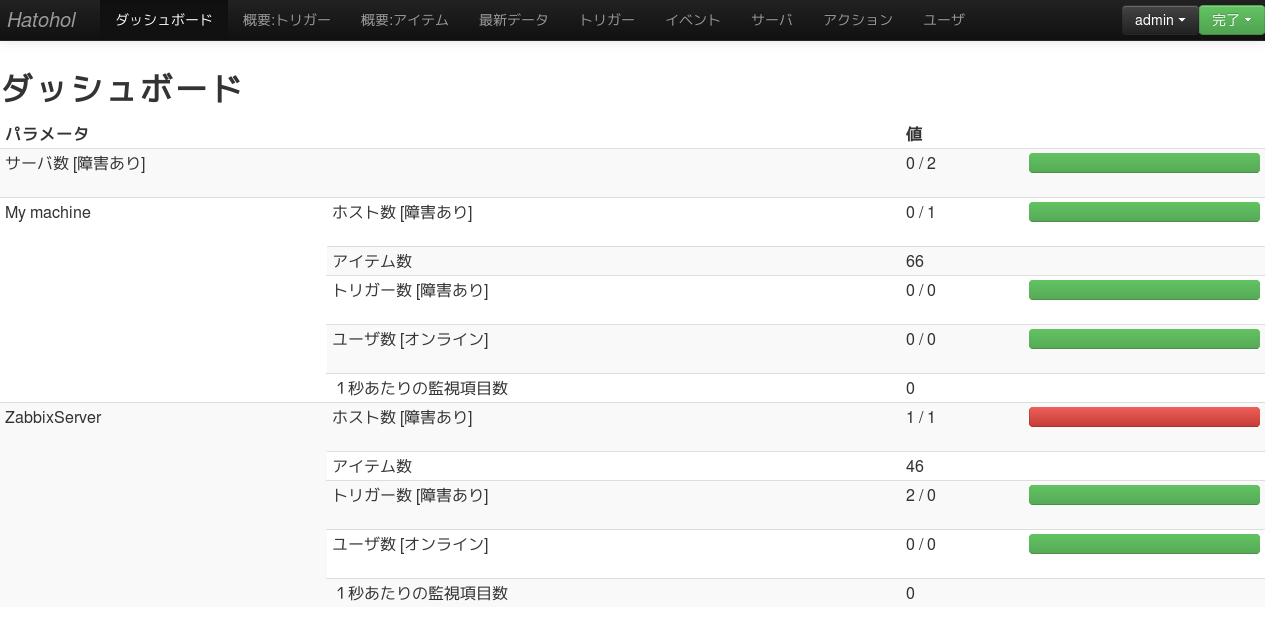 Hatohol ダッシュボード 概要:トリガー 概要:アイテム 最新データ トリガー イベント サーバ アクション ユーザ admin 完了
ダッシュボード
パラメータ 値
サーバ数 [障害あり] 0 / 2
My machine ホスト数 [障害あり] 0 / 1
アイテム数 66
トリガー数 [障害あり] 0 / 0
ユーザ数 [オンライン] 0 / 0
１秒あたりの監視項目数 0
ZabbixServer ホスト数 [障害あり] 1 / 1
アイテム数 46
トリガー数 [障害あり] 2 / 0
ユーザ数 [オンライン] 0 / 0
１秒あたりの監視項目数 0